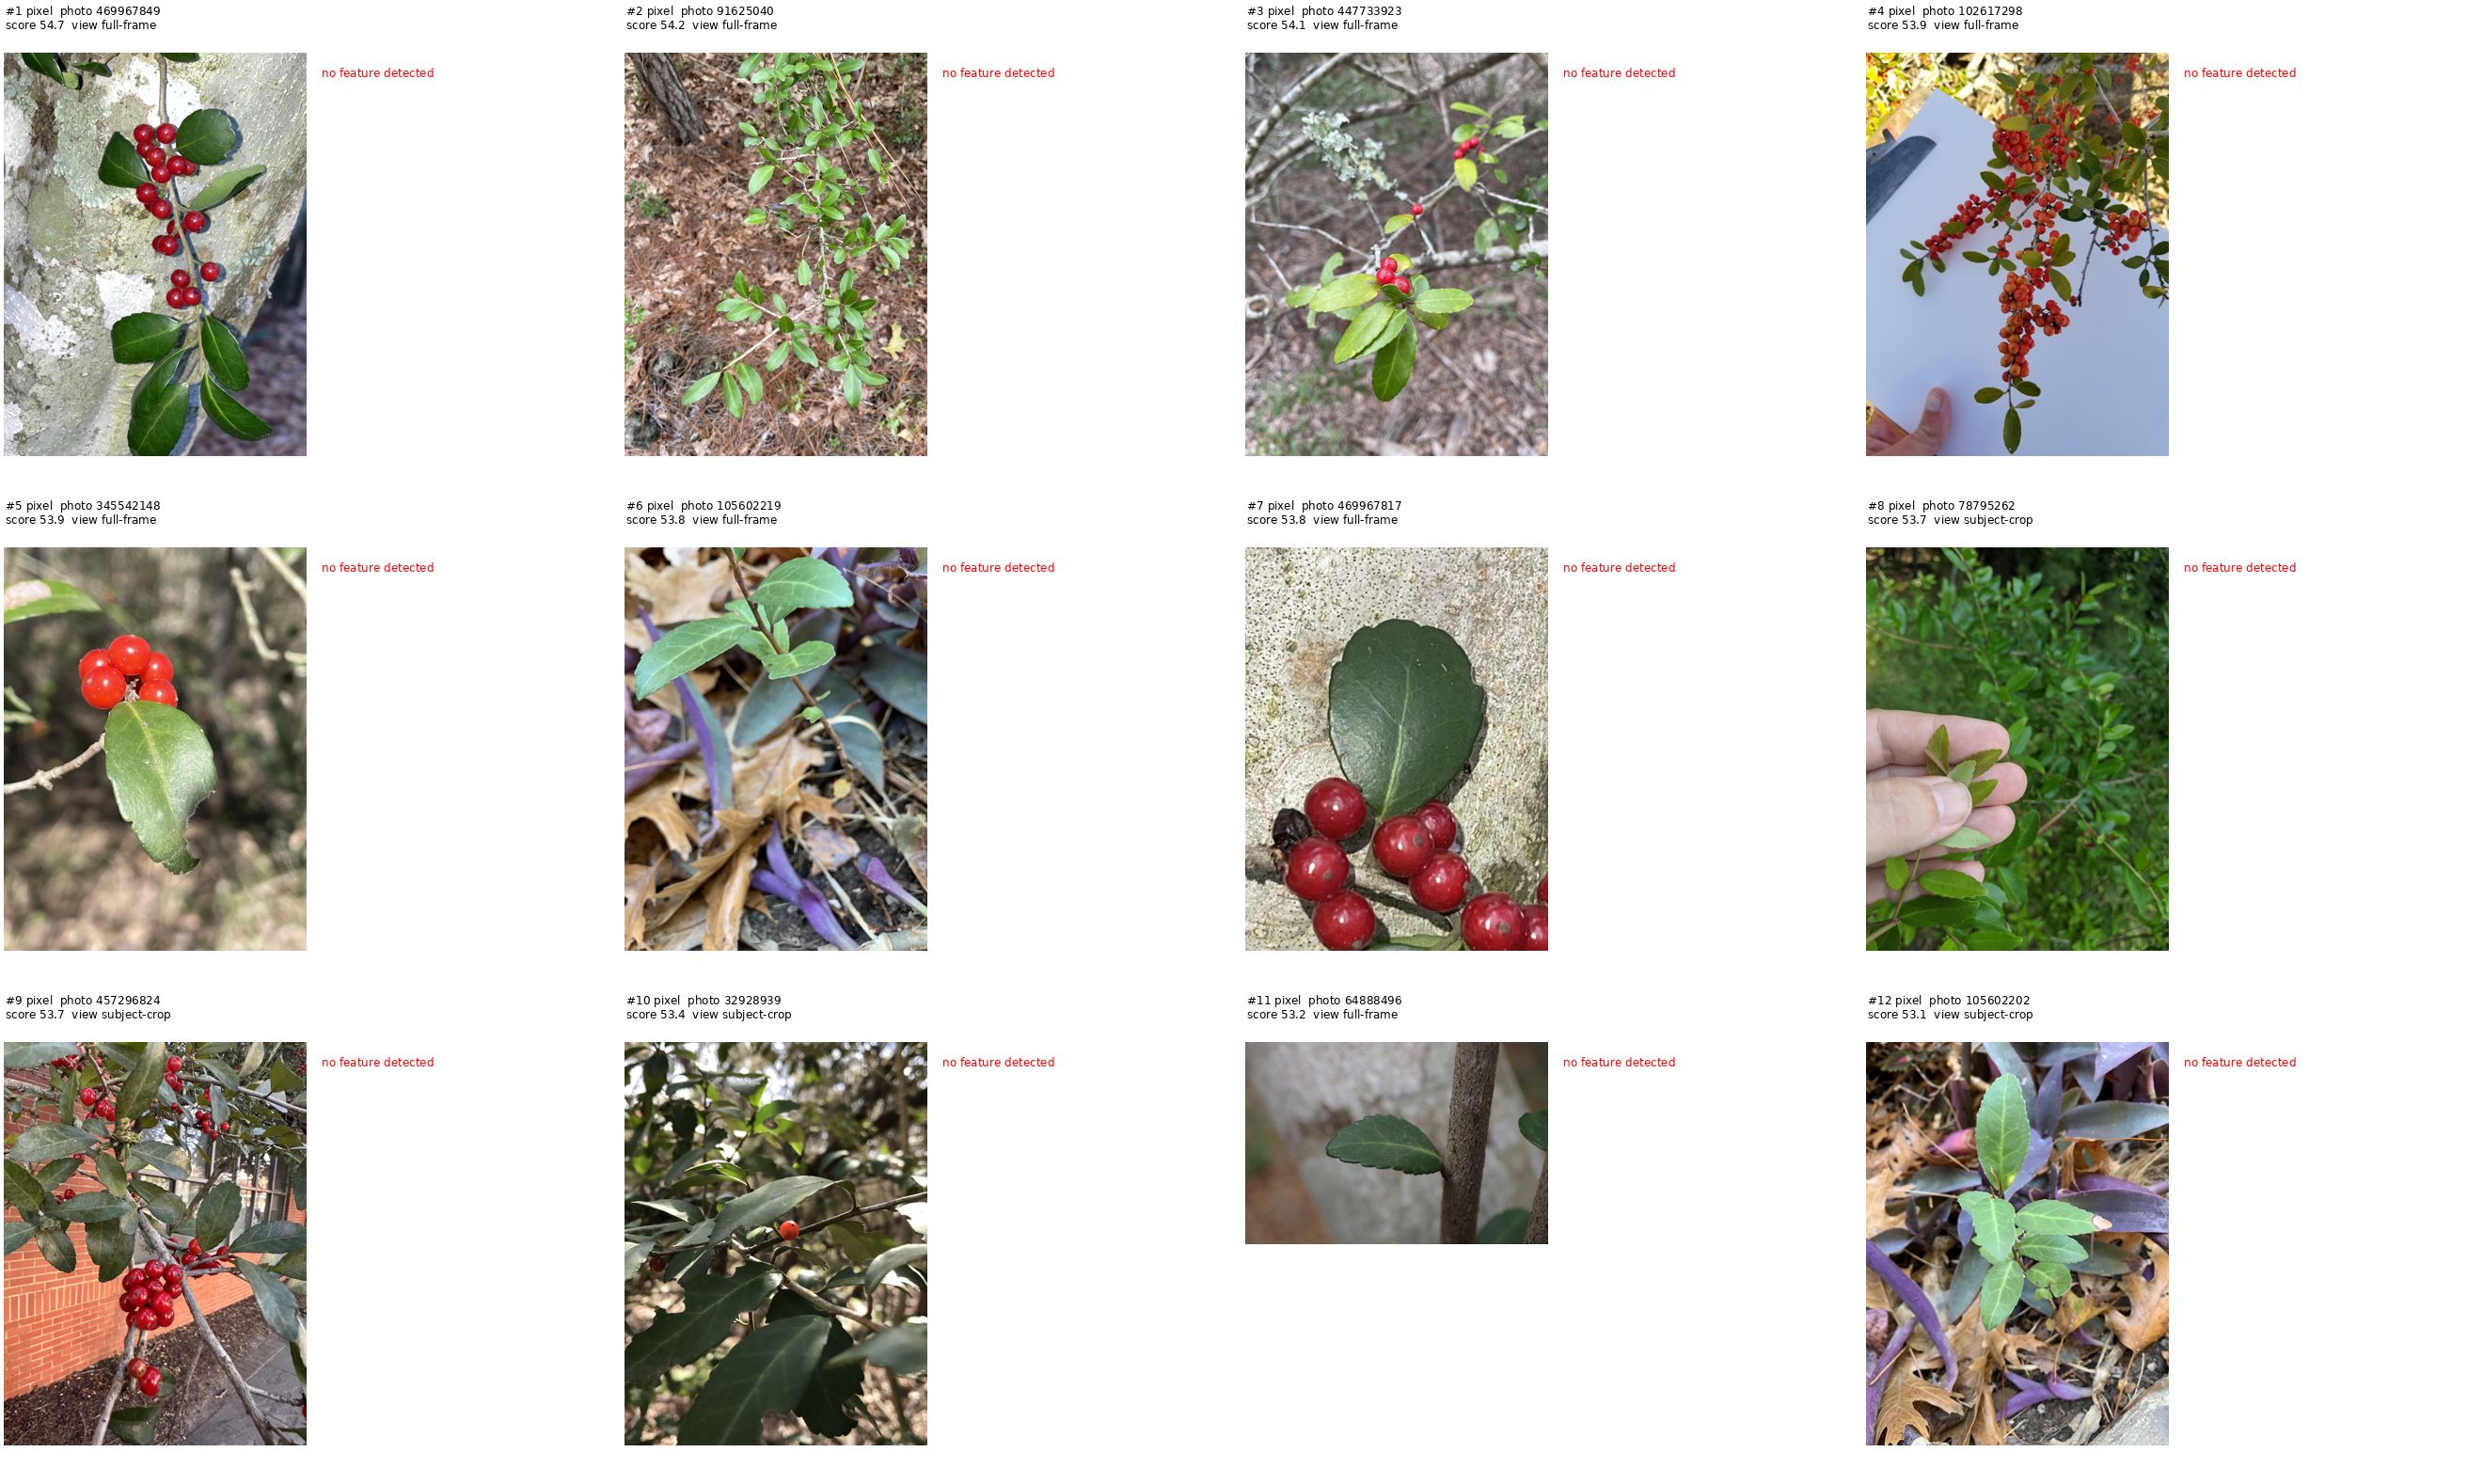 #1 pixel  photo 469967849
score 54.7  view full-frame
no feature detected
#2 pixel  photo 91625040
score 54.2  view full-frame
no feature detected
#3 pixel  photo 447733923
score 54.1  view full-frame
no feature detected
#4 pixel  photo 102617298
score 53.9  view full-frame
no feature detected
#5 pixel  photo 345542148
score 53.9  view full-frame
no feature detected
#6 pixel  photo 105602219
score 53.8  view full-frame
no feature detected
#7 pixel  photo 469967817
score 53.8  view full-frame
no feature detected
#8 pixel  photo 78795262
score 53.7  view subject-crop
no feature detected
#9 pixel  photo 457296824
score 53.7  view subject-crop
no feature detected
#10 pixel  photo 32928939
score 53.4  view subject-crop
no feature detected
#11 pixel  photo 64888496
score 53.2  view full-frame
no feature detected
#12 pixel  photo 105602202
score 53.1  view subject-crop
no feature detected